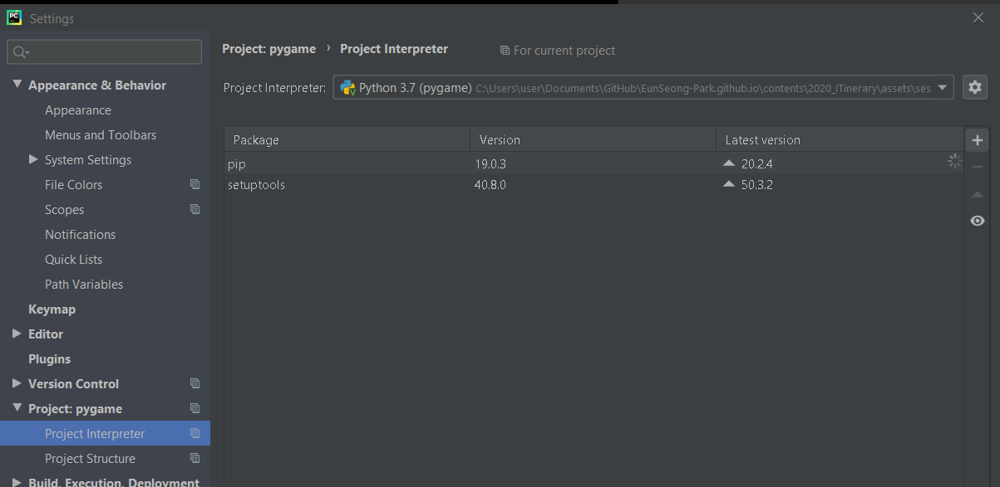 PC
Settings
Project: pygame › Project Interpreter For current project
Project Interpreter: Python 3.7 (pygame) C:\Users\user\Documents\GitHub\EunSeong-Park.github.io\contents\2020_ITinerary\assets\ses
Appearance & Behavior
Appearance
Menus and Toolbars
System Settings
File Colors
Scopes
Notifications
Quick Lists
Path Variables
Keymap
Editor
Plugins
Version Control
Project: pygame
Project Interpreter
Project Structure
Build, Execution, Deployment
Package Version Latest version
pip 19.0.3 20.2.4
setuptools 40.8.0 50.3.2